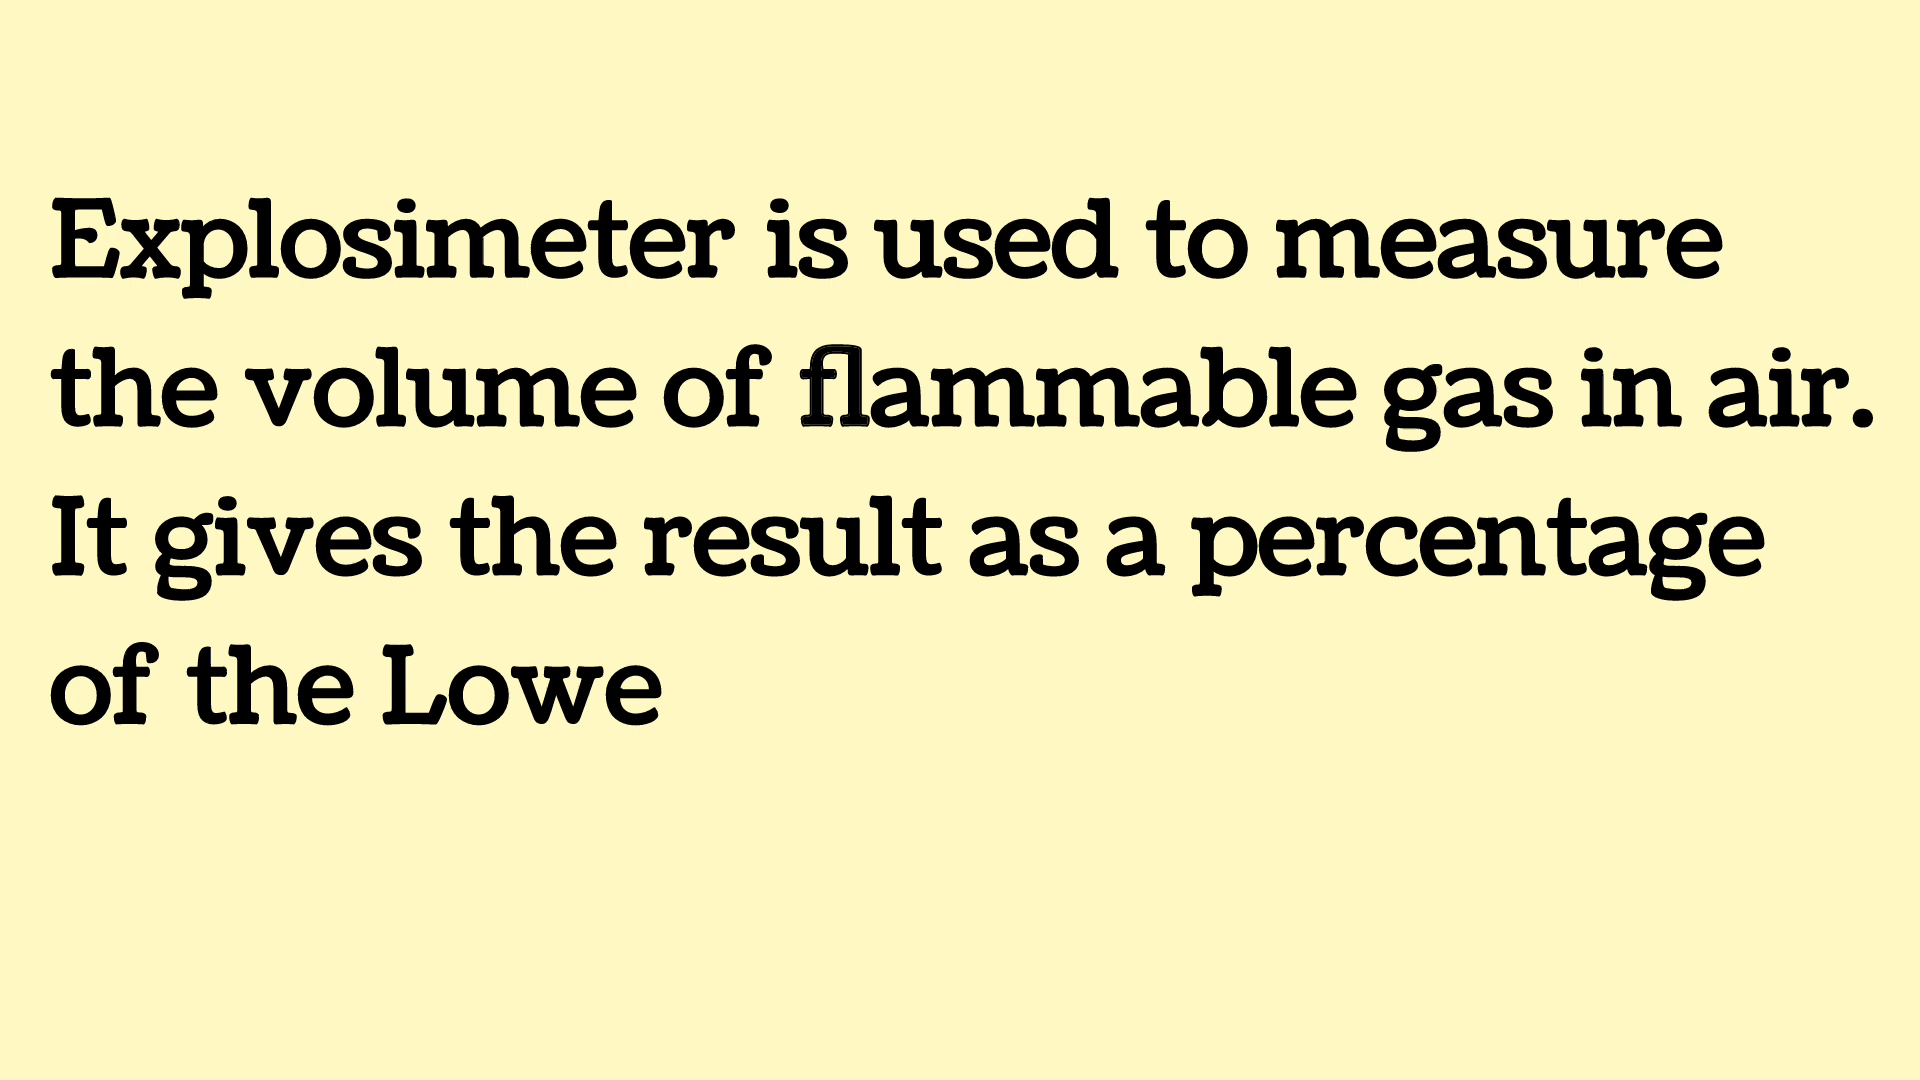 Explosimeter is used to measure
the volume of flammable gas in air.
It gives the result as a percentage
of the Lowe